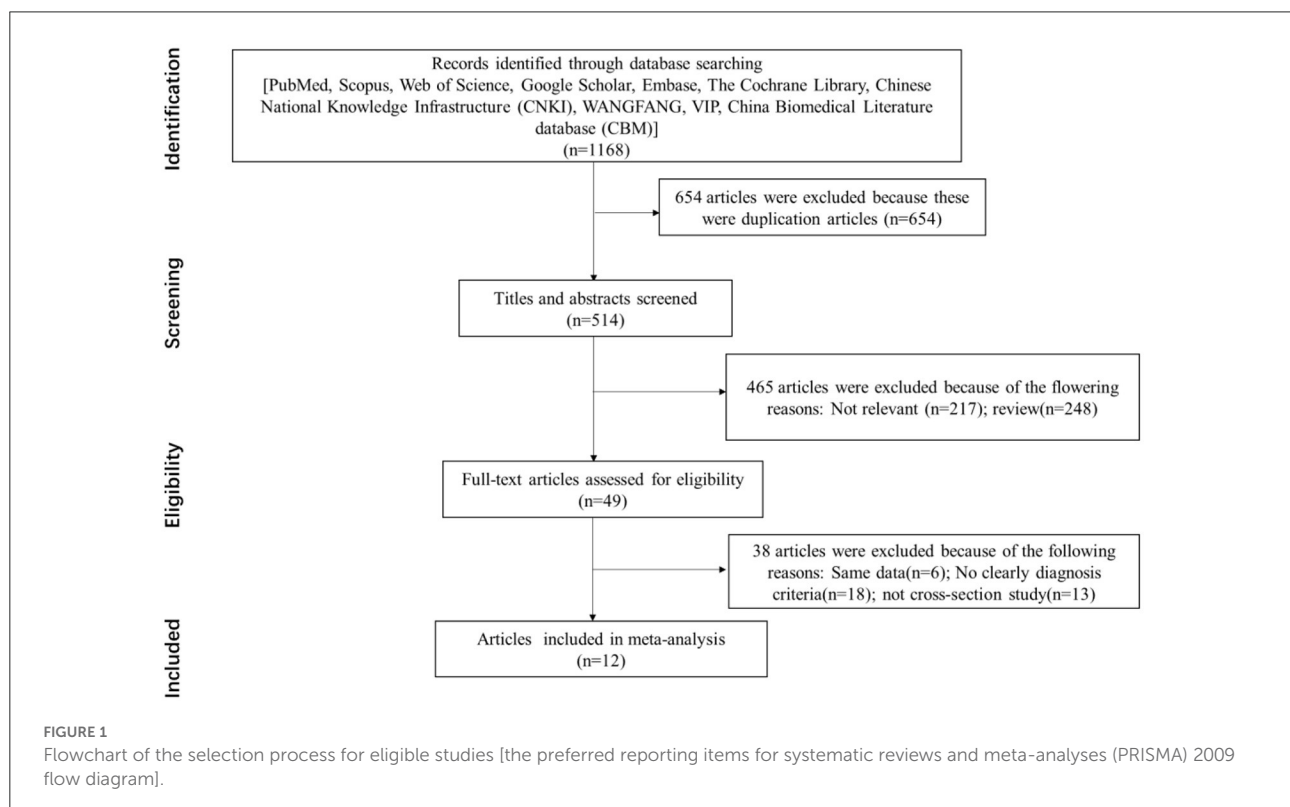 Identification
Records identified through database searching
[PubMed, Scopus, Web of Science, Google Scholar, Embase, The Cochrane Library, Chinese
National Knowledge Infrastructure (CNKI), WANGFANG, VIP, China Biomedical Literature
database (CBM)]
(n=1168)
654 articles were excluded because these
were duplication articles (n=654)
Screening
Titles and abstracts screened
(n=514)
465 articles were excluded because of the flowering
reasons: Not relevant (n=217); review(n=248)
Eligibility
Full-text articles assessed for eligibility
(n=49)
38 articles were excluded because of the following
reasons: Same data(n=6); No clearly diagnosis
criteria(n=18); not cross-section study(n=13)
Included
Articles included in meta-analysis
(n=12)
FIGURE 1
Flowchart of the selection process for eligible studies [the preferred reporting items for systematic reviews and meta-analyses (PRISMA) 2009
flow diagram].